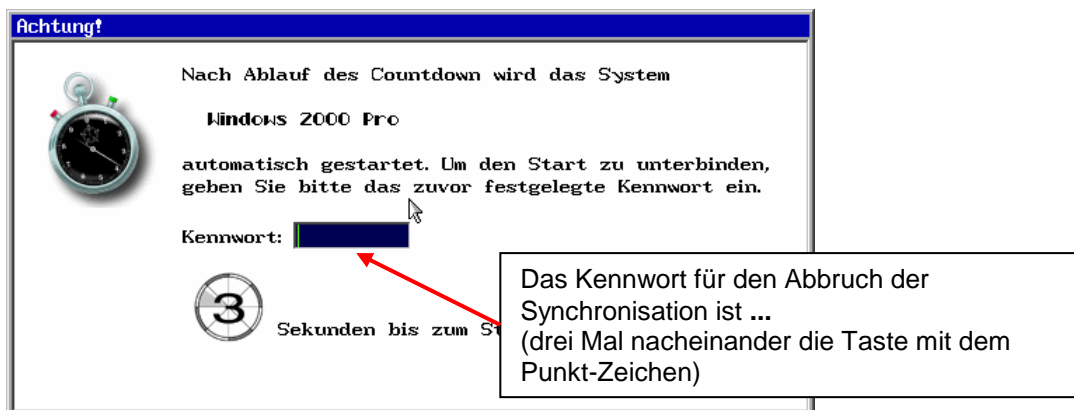 Achtung!
Nach Ablauf des Countdown wird das System
Windows 2000 Pro
automatisch gestartet. Um den Start zu unterbinden,
geben Sie bitte das zuvor festgelegte Kennwort ein.
Kennwort:
3
Sekunden bis zum
Das Kennwort für den Abbruch der
Synchronisation ist ...
(drei Mal nacheinander die Taste mit dem
Punkt-Zeichen)